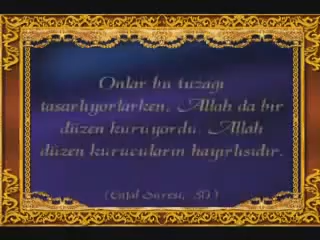 Onlar bu tuzağı
tasarlıyorlarken, Allah da bir
düzen kuruyordu. Allah
düzen kurucuların hayırlısıdır.
(Enfal Suresi, 30)